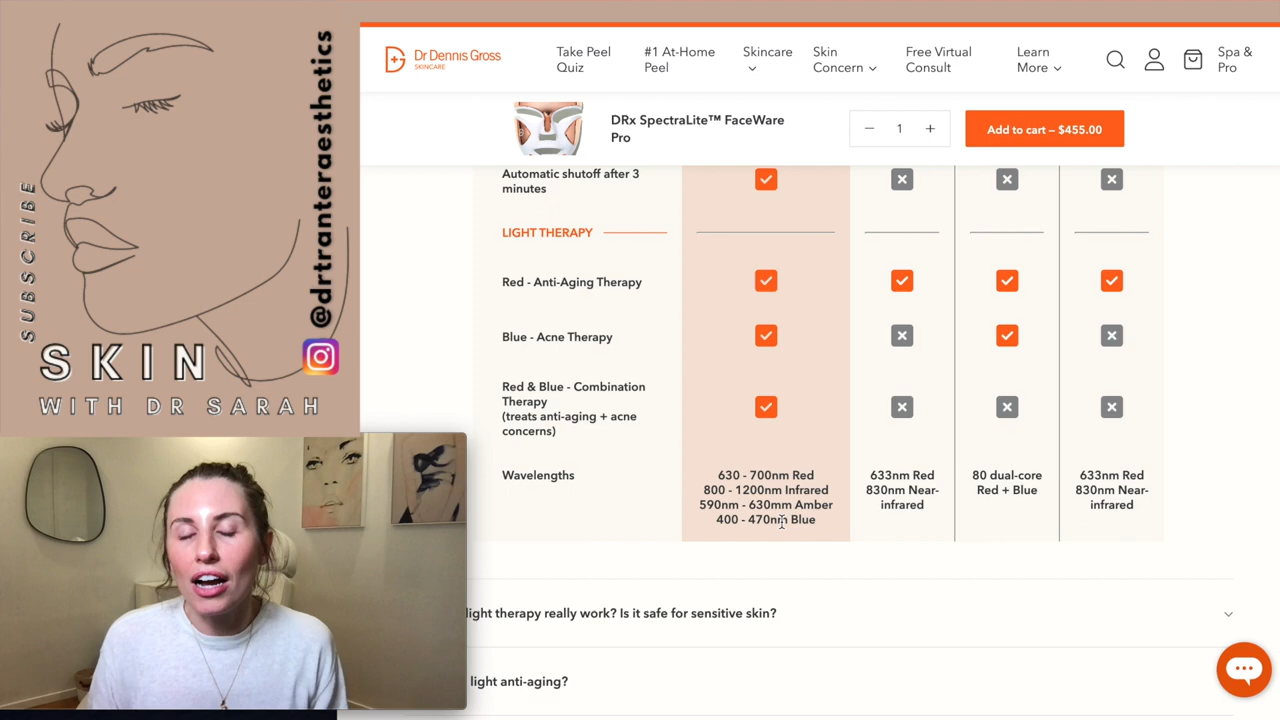 SUBSCRIBE
@drtranteraesthetics
SKIN
WITH DR SARAH
Dr Dennis Gross
SKINCARE
Take Peel
Quiz
#1 At-Home
Peel
Skincare
Skin
Concern
Free Virtual
Consult
Learn
More
Spa &
Pro
DRx SpectraLite™ FaceWare
Pro
1
Add to cart – $455.00
Automatic shutoff after 3
minutes
LIGHT THERAPY
Red - Anti-Aging Therapy
Blue - Acne Therapy
Red & Blue - Combination
Therapy
(treats anti-aging + acne
concerns)
Wavelengths
630 - 700nm Red
800 - 1200nm Infrared
590nm - 630mm Amber
400 - 470nm Blue
633nm Red
830nm Near-
infrared
80 dual-core
Red + Blue
633nm Red
830nm Near-
infrared
light therapy really work? Is it safe for sensitive skin?
light anti-aging?